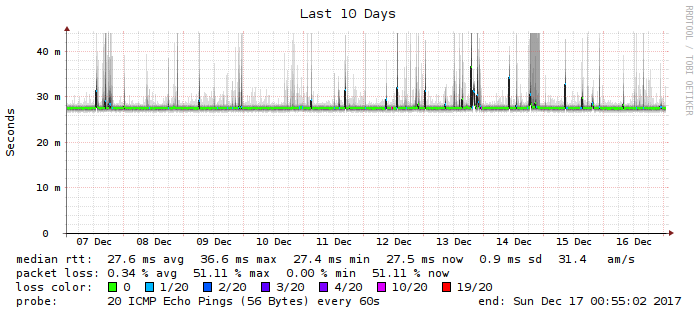 Last 10 Days
RRDTOOL / TOBI OETIKER
Seconds
40 m
30 m
20 m
10 m
0
07 Dec 08 Dec 09 Dec 10 Dec 11 Dec 12 Dec 13 Dec 14 Dec 15 Dec 16 Dec
median rtt: 27.6 ms avg 36.6 ms max 27.4 ms min 27.5 ms now 0.9 ms sd 31.4 am/s
packet loss: 0.34 % avg 51.11 % max 0.00 % min 51.11 % now
loss color: 0 1/20 2/20 3/20 4/20 10/20 19/20
probe: 20 ICMP Echo Pings (56 Bytes) every 60s end: Sun Dec 17 00:55:02 2017